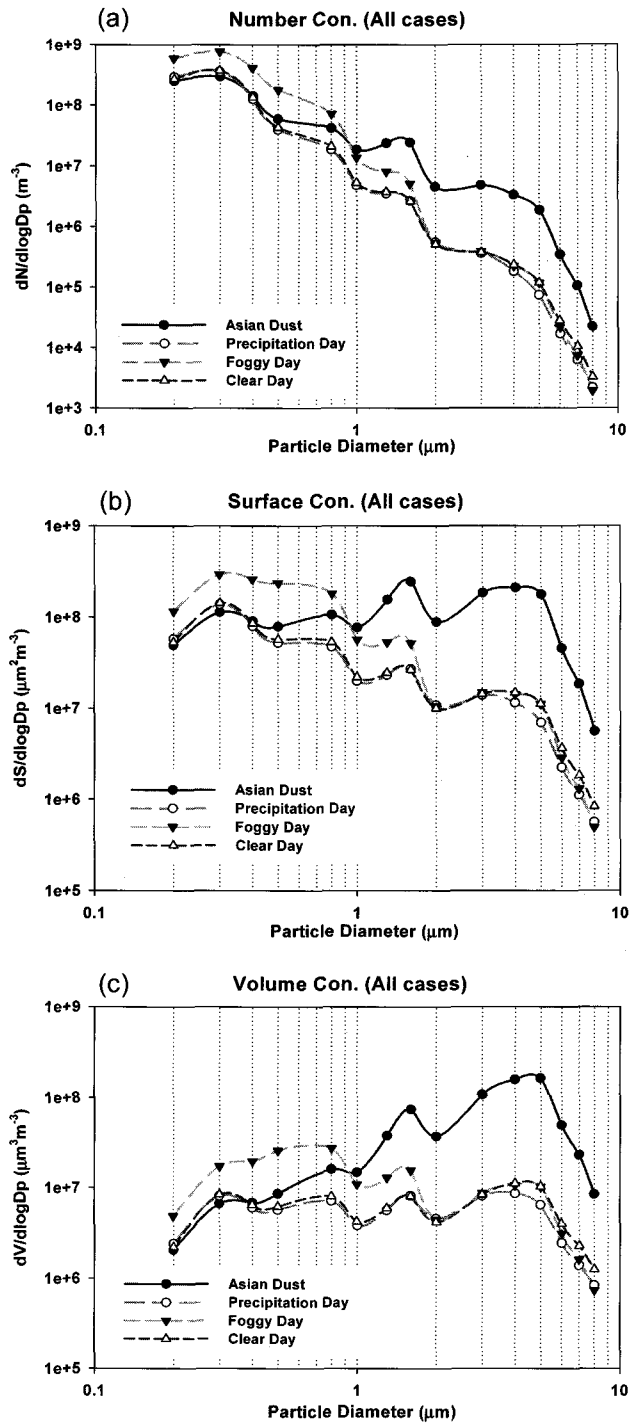 (a) Number Con. (All cases)
1e+9
1e+8
1e+7
1e+6
1e+5
1e+4
1e+3
dN/dlogDp (m-3)
Asian Dust
Precipitation Day
Foggy Day
Clear Day
0.1 1 10
Particle Diameter (μm)
(b) Surface Con. (All cases)
1e+9
1e+8
1e+7
1e+6
1e+5
dS/dlogDp (μm2m-3)
Asian Dust
Precipitation Day
Foggy Day
Clear Day
0.1 1 10
Particle Diameter (μm)
(c) Volume Con. (All cases)
1e+9
1e+8
1e+7
1e+6
1e+5
dV/dlogDp (μm3m-3)
Asian Dust
Precipitation Day
Foggy Day
Clear Day
0.1 1 10
Particle Diameter (μm)